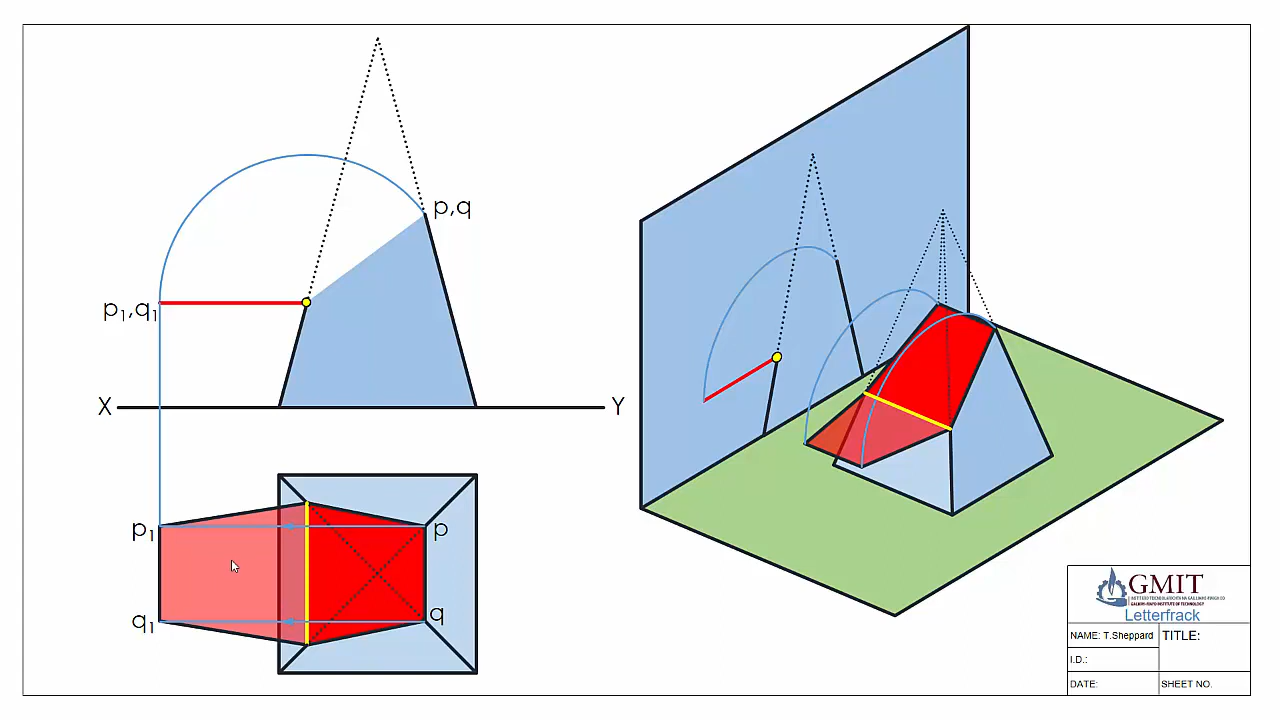 p,q
p₁,q₁
X
Y
p₁
p
q₁
q
GMIT
Letterfrack
NAME: T.Sheppard
TITLE:
I.D.:
DATE:
SHEET NO.